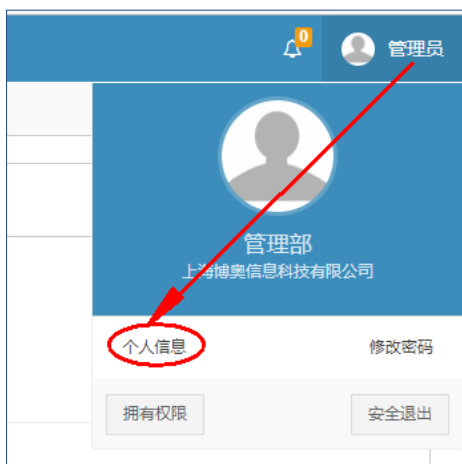 0
管理员
管理部
上海博奥信息科技有限公司
个人信息 修改密码
拥有权限 安全退出